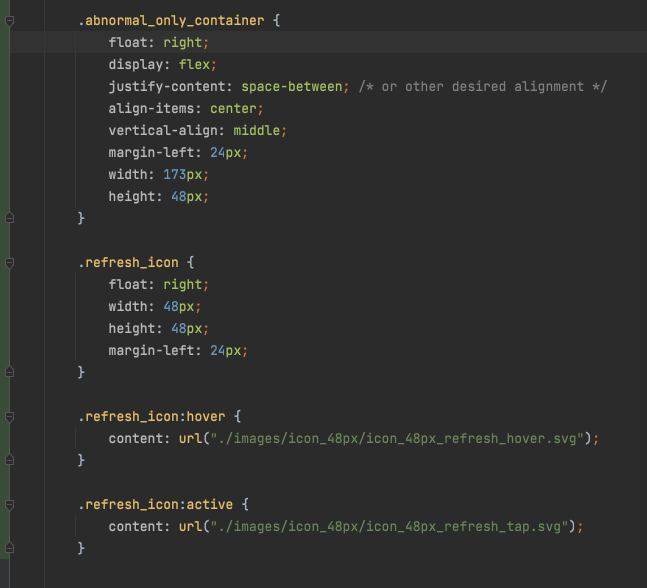 .abnormal_only_container {
float: right;
display: flex;
justify-content: space-between; /* or other desired alignment */
align-items: center;
vertical-align: middle;
margin-left: 24px;
width: 173px;
height: 48px;
}
.refresh_icon {
float: right;
width: 48px;
height: 48px;
margin-left: 24px;
}
.refresh_icon:hover {
content: url("./images/icon_48px/icon_48px_refresh_hover.svg");
}
.refresh_icon:active {
content: url("./images/icon_48px/icon_48px_refresh_tap.svg");
}